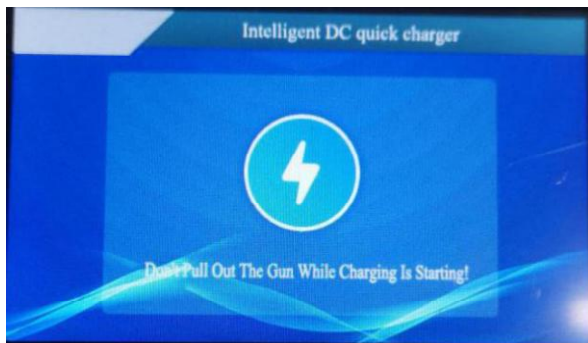 Intelligent DC quick charger
Don't Pull Out The Gun While Charging Is Starting!